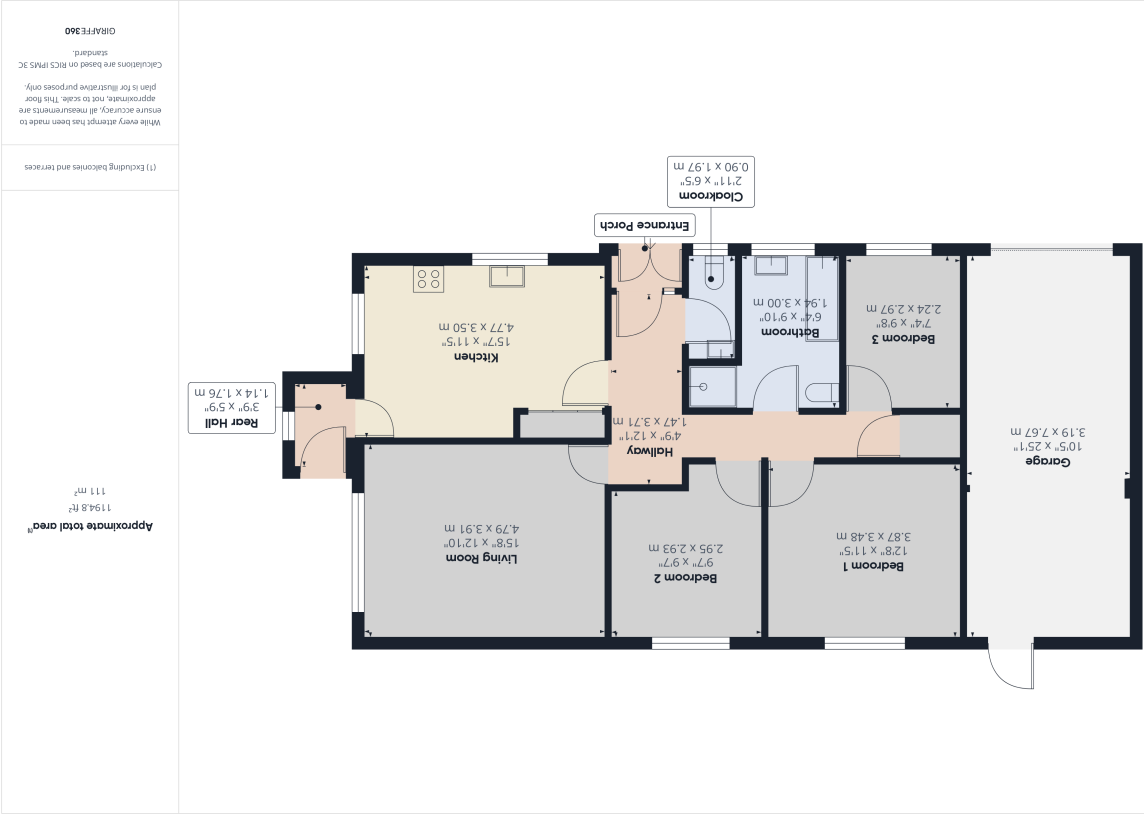 Garage
10'5" x 25'1"
3.19 x 7.67 m
Bedroom 1
12'8" x 11'5"
3.87 x 3.48 m
Bedroom 2
9'7" x 9'7"
2.95 x 2.93 m
Living Room
15'8" x 12'10"
4.79 x 3.91 m
Hallway
4'9" x 12'1"
1.47 x 3.71 m
Rear Hall
3'9" x 5'9"
1.14 x 1.76 m
Bedroom 3
7'4" x 9'8"
2.24 x 2.97 m
Bathroom
6'4" x 9'10"
1.94 x 3.00 m
Kitchen
15'7" x 11'5"
4.77 x 3.50 m
Entrance Porch
Cloakroom
2'11" x 6'5"
0.90 x 1.97 m
Approximate total area⁽¹⁾
1194.8 ft²
111 m²
(1) Excluding balconies and terraces
While every attempt has been made to
ensure accuracy, all measurements are
approximate, not to scale. This floor
plan is for illustrative purposes only.
Calculations are based on RICS IPMS 3C
standard.
GIRAFFE360